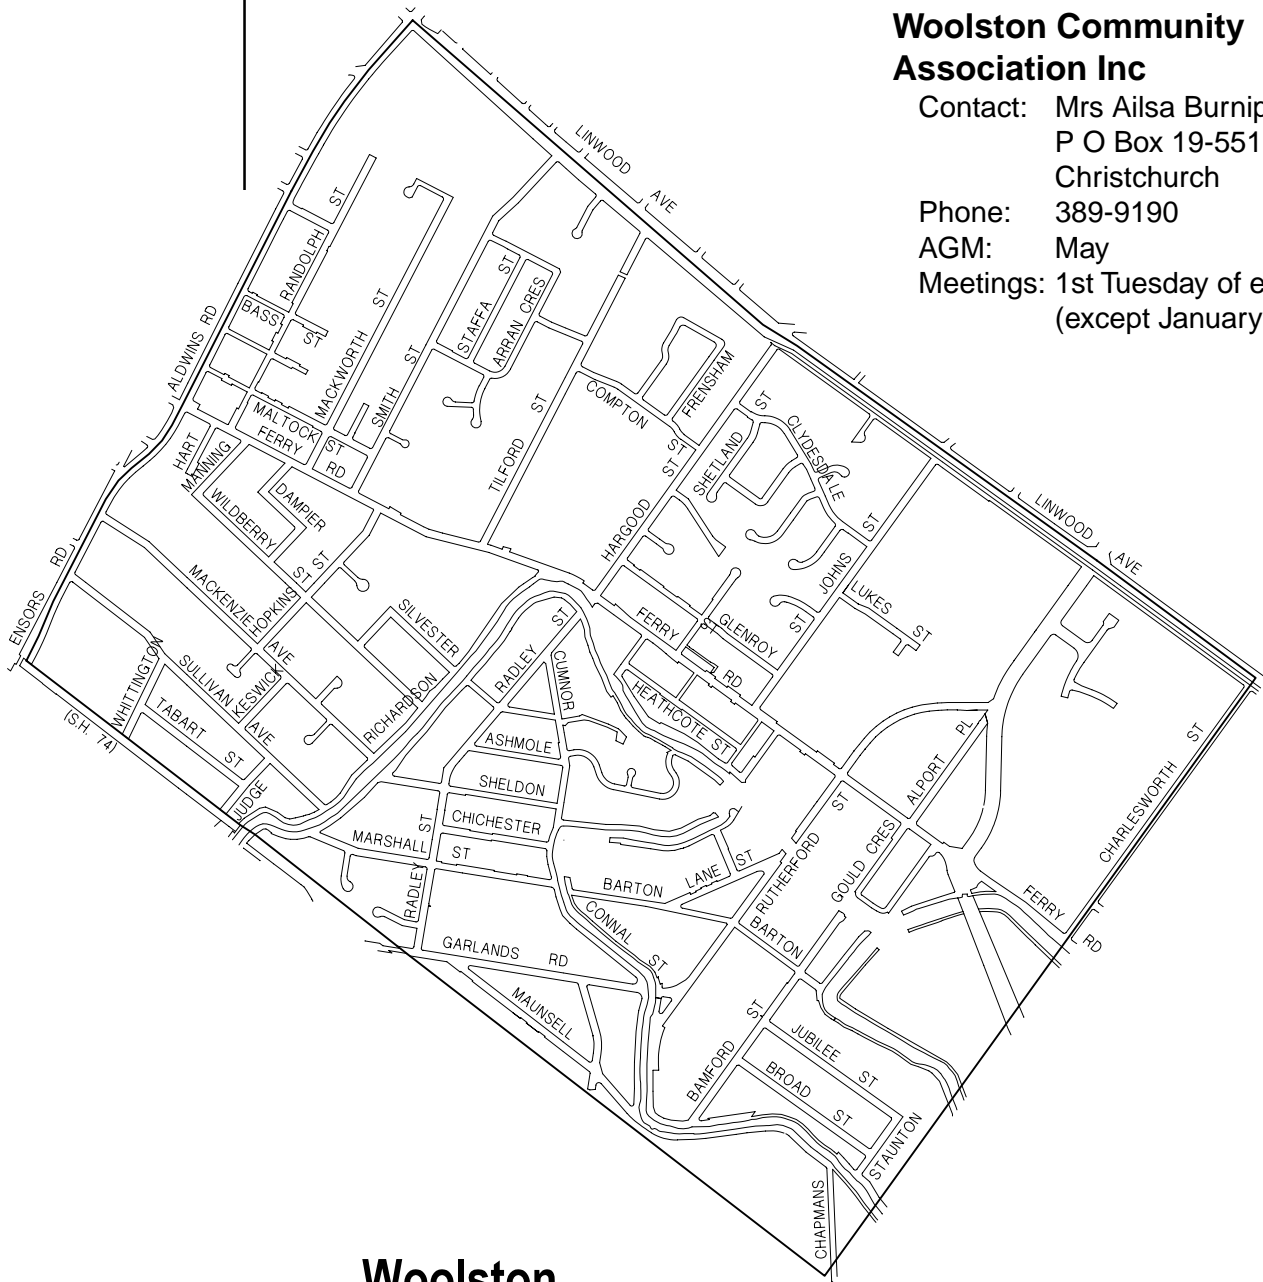 Woolston Community
Association Inc
Contact: Mrs Ailsa
P O Box 19-551
Christchurch
Phone: 389-9190
AGM: May
Meetings: 1st Tuesday of
(except January
LINWOOD AVE
RANDOLPH ST
BASS ST
ALDWINS RD
MACKWORTH ST
SMITH ST
STAFFA ST
ARRAN CRES
MALTOCK ST
FERRY RD
HART
MANNING
WILDBERRY ST
DAMPIER
TILFORD ST
COMPTON ST
FRENSHAM
HARGOOD ST
SHETLAND ST
CLYDESDALE
JOHNS ST
LUKES ST
LINWOOD AVE
ENSORS RD
MACKENZIE AVE
HOPKINS ST
SILVESTER
RICHARDSON
KESWICK
SULLIVAN AVE
WHITTINGTON
TABART ST
JUDGE
(S.H. 74)
RADLEY ST
CUMNOR
FERRY RD
GLENROY ST
HEATHCOTE ST
ASHMOLE
SHELDON
CHICHESTER
MARSHALL ST
RADLEY ST
BARTON
LANE ST
RUTHERFORD ST
GOULD CRES
ALPORT PL
CHARLESWORTH ST
FERRY RD
CONNAL ST
BARTON
GARLANDS RD
MAUNSELL
BAMFORD ST
JUBILEE ST
BROAD ST
STAUNTON
CHAPMANS
Woolston